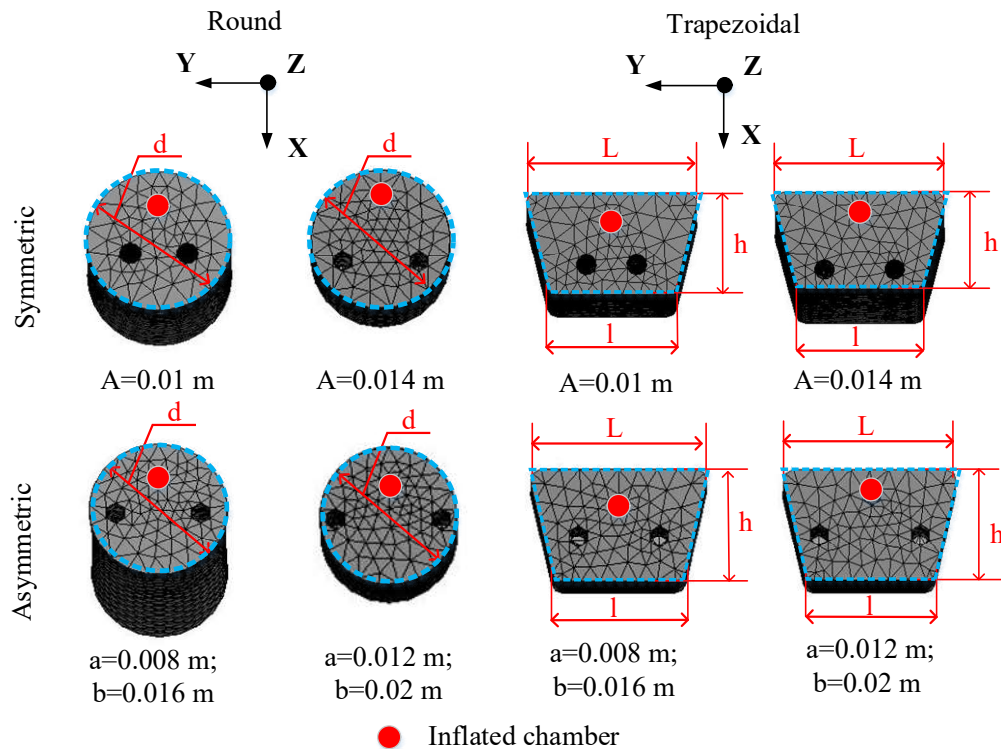 Round
Trapezoidal
Y
Z
X
Y
Z
X
Symmetric
d
d
L
h
l
L
h
l
A=0.01 m
A=0.014 m
A=0.01 m
A=0.014 m
Asymmetric
d
d
L
h
l
L
h
l
a=0.008 m;
b=0.016 m
a=0.012 m;
b=0.02 m
a=0.008 m;
b=0.016 m
a=0.012 m;
b=0.02 m
Inflated chamber